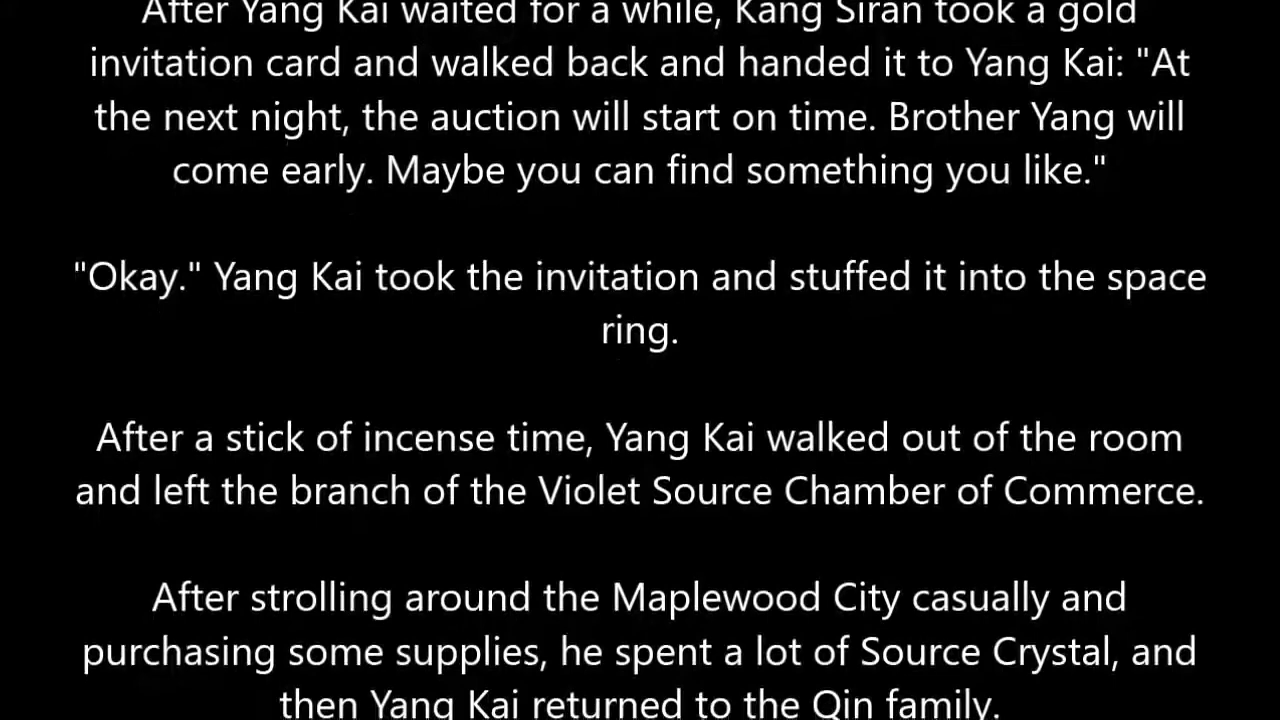 After Yang Kai waited for a while, Kang Siran took a gold
invitation card and walked back and handed it to Yang Kai: "At
the next night, the auction will start on time. Brother Yang will
come early. Maybe you can find something you like."
"Okay." Yang Kai took the invitation and stuffed it into the space
ring.
After a stick of incense time, Yang Kai walked out of the room
and left the branch of the Violet Source Chamber of Commerce.
After strolling around the Maplewood City casually and
purchasing some supplies, he spent a lot of Source Crystal, and
then Yang Kai returned to the Qin family.